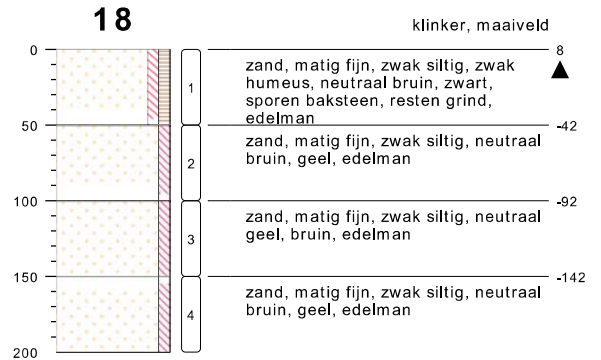 18
klinker, maaiveld
0
8
1
zand, matig fijn, zwak siltig, zwak
humeus, neutraal bruin, zwart,
sporen baksteen, resten grind,
edelman
50
-42
2
zand, matig fijn, zwak siltig, neutraal
bruin, geel, edelman
100
-92
3
zand, matig fijn, zwak siltig, neutraal
geel, bruin, edelman
150
-142
4
zand, matig fijn, zwak siltig, neutraal
bruin, geel, edelman
200